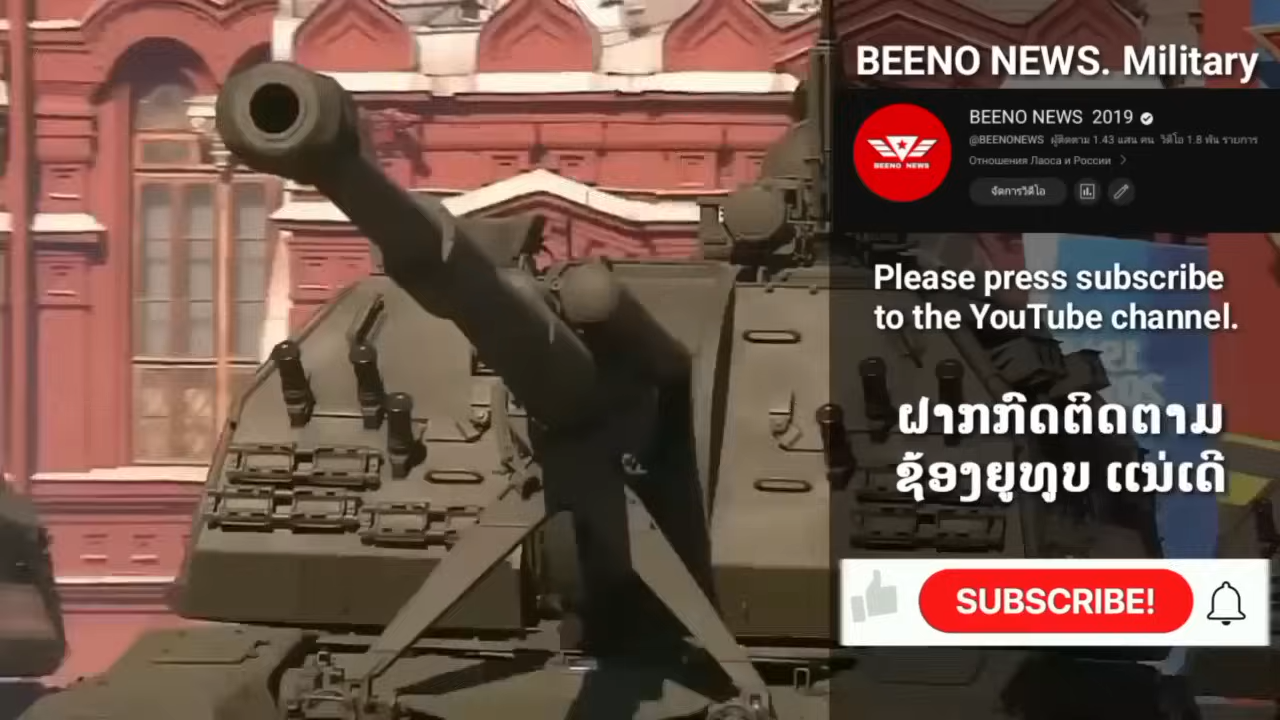 BEENO NEWS. Military
BEENO NEWS 2019
@BEENONEWS ผู้ติดตาม 1.43 แสน คน วิดีโอ 1.8 พัน รายการ
Отношения Лаоса и России
จัดการวิดีโอ
BEENO NEWS
Please press subscribe
to the YouTube channel.
ຝາກກົດຕິດຕາມ
ຊ້ອງຍູທູບ ແນ່ເດີ
SUBSCRIBE!